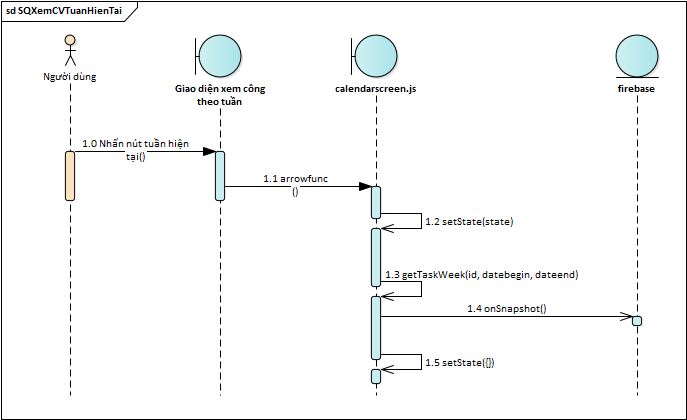 sd SQXemCVTuanHienTai
Người dùng
Giao diện xem công
theo tuần
calendarscreen.js
firebase
1.0 Nhấn nút tuần hiện
tại()
1.1 arrowfunc
()
1.2 setState(state)
1.3 getTaskWeek(id, datebegin, dateend)
1.4 onSnapshot()
1.5 setState({})